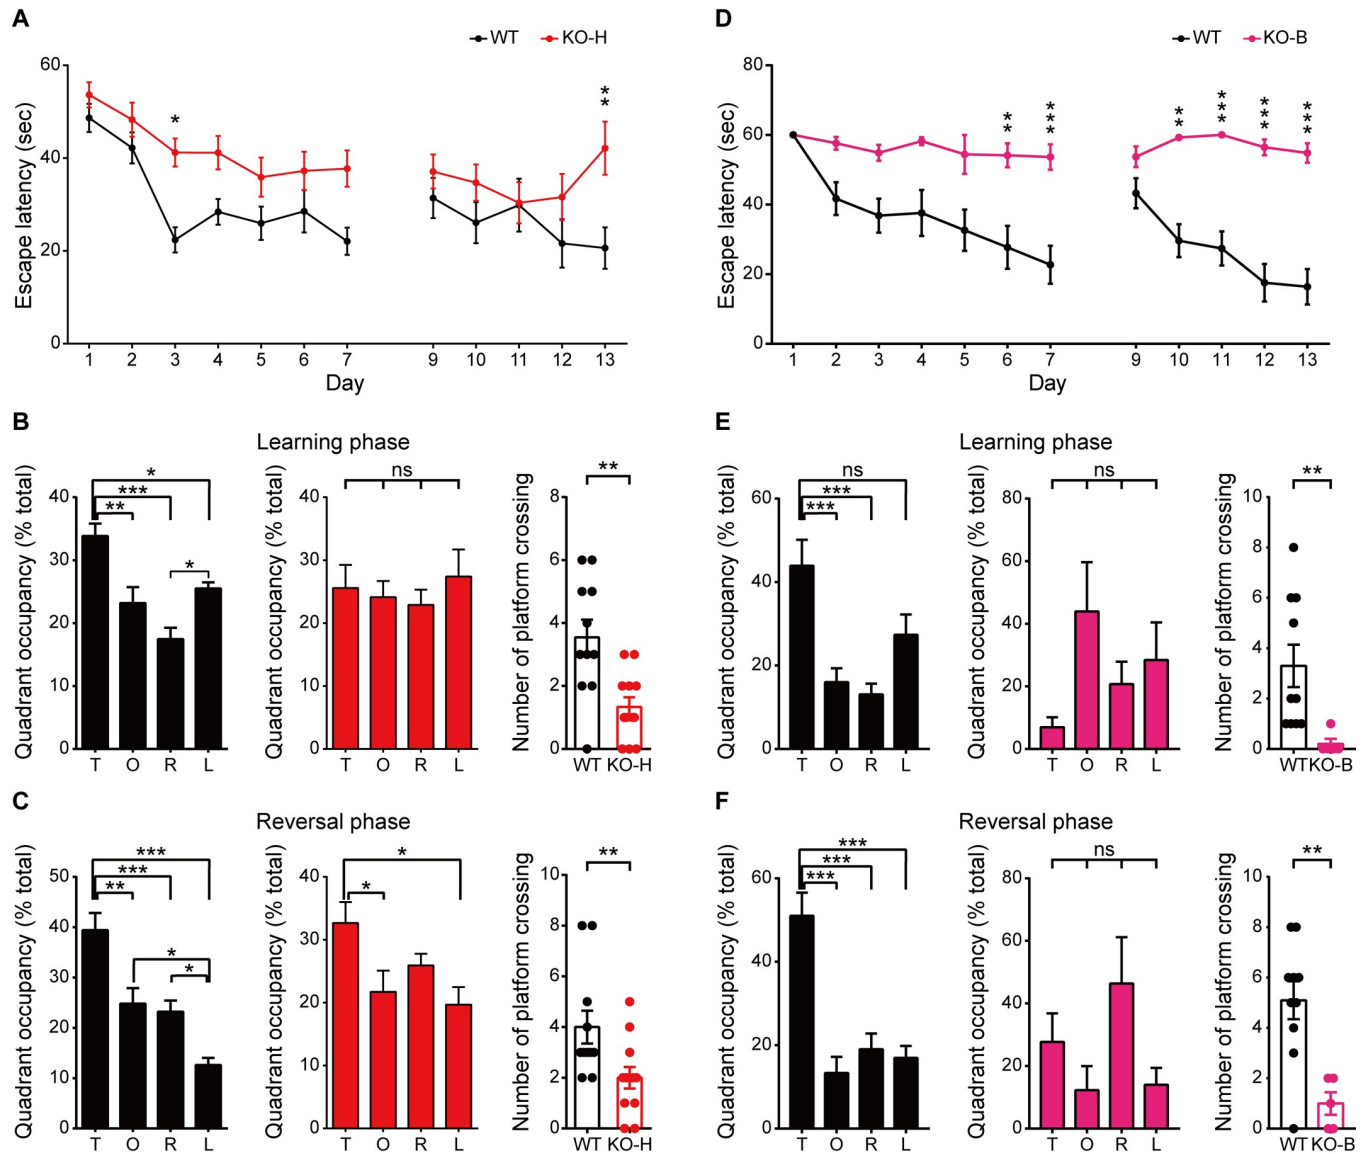 A
WT KO-H
Escape latency (sec)
60
40
20
0
*
**
1 2 3 4 5 6 7 9 10 11 12 13
Day
D
WT KO-B
Escape latency (sec)
80
60
40
20
0
** *** ** *** *** ***
1 2 3 4 5 6 7 9 10 11 12 13
Day
B
Learning phase
Quadrant occupancy (% total)
40
30
20
10
0
*
***
**
*
T O R L
Quadrant occupancy (% total)
40
30
20
10
0
ns
T O R L
Number of platform crossing
8
6
4
2
0
**
WT KO-H
E
Learning phase
Quadrant occupancy (% total)
60
40
20
0
ns
***
***
T O R L
Quadrant occupancy (% total)
80
60
40
20
0
ns
T O R L
Number of platform crossing
10
8
6
4
2
0
**
WT KO-B
C
Reversal phase
Quadrant occupancy (% total)
50
40
30
20
10
0
***
***
**
*
*
T O R L
Quadrant occupancy (% total)
40
30
20
10
0
*
*
T O R L
Number of platform crossing
10
8
6
4
2
0
**
WT KO-H
F
Reversal phase
Quadrant occupancy (% total)
60
40
20
0
***
***
***
T O R L
Quadrant occupancy (% total)
80
60
40
20
0
ns
T O R L
Number of platform crossing
10
8
6
4
2
0
**
WT KO-B